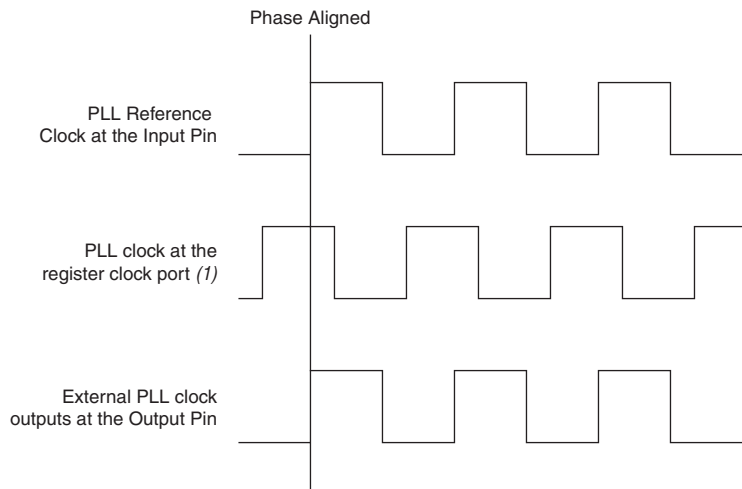 Phase Aligned
PLL Reference
Clock at the Input Pin
PLL clock at the
register clock port (1)
External PLL clock
outputs at the Output Pin